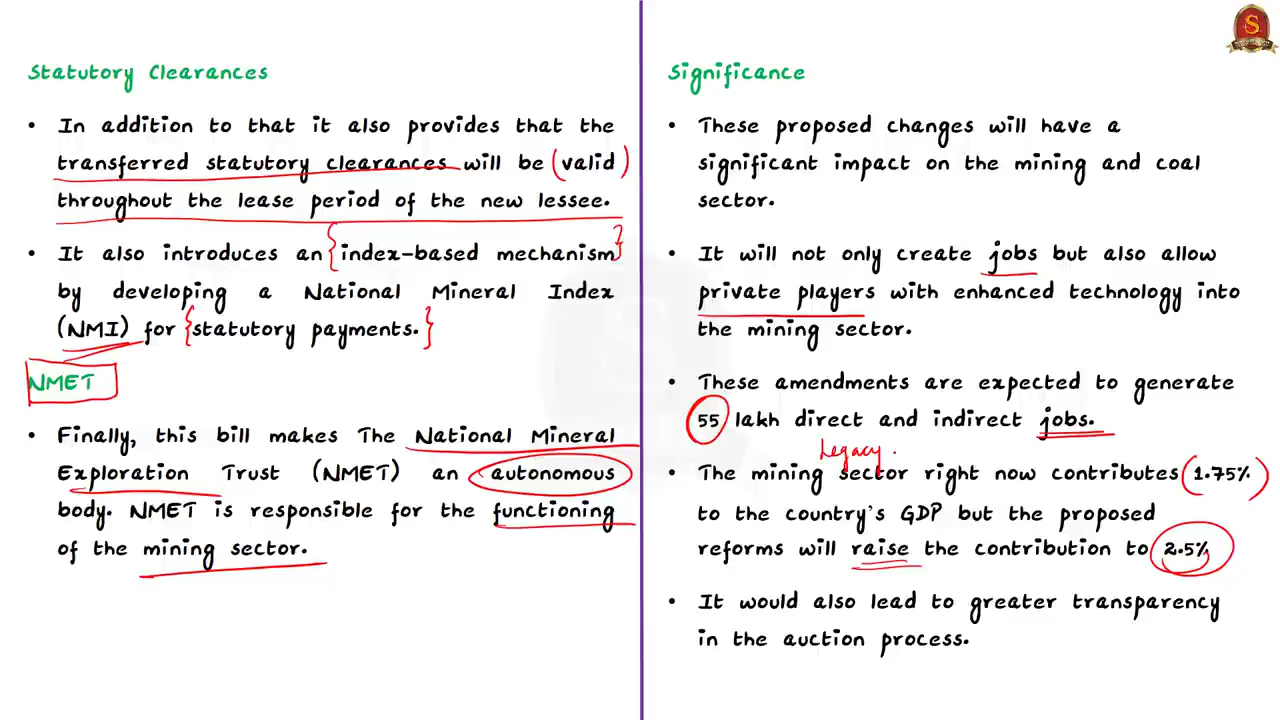 Statutory Clearances
• In addition to that it also provides that the
transferred statutory clearances will be (valid)
throughout the lease period of the new lessee.
• It also introduces an {index-based mechanism}
by developing a National Mineral Index
(NMI) for {statutory payments.}
NMET
• Finally, this bill makes The National Mineral
Exploration Trust (NMET) an autonomous
body. NMET is responsible for the functioning
of the mining sector.
Significance
• These proposed changes will have a
significant impact on the mining and coal
sector.
• It will not only create jobs but also allow
private players with enhanced technology into
the mining sector.
• These amendments are expected to generate
55 lakh direct and indirect jobs.
Legacy.
• The mining sector right now contributes (1.75%)
to the country's GDP but the proposed
reforms will raise the contribution to 2.5%
• It would also lead to greater transparency
in the auction process.
S